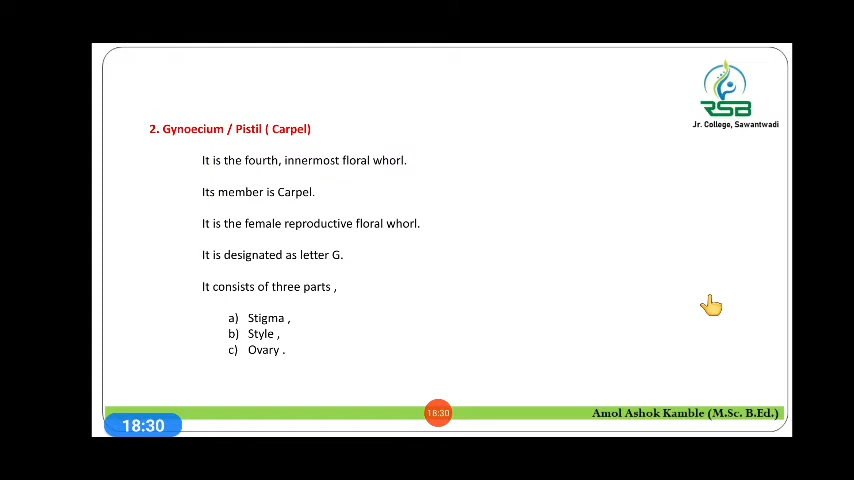 RSB
Jr. College, Sawantwadi
2. Gynoecium / Pistil ( Carpel)
It is the fourth, innermost floral whorl.
Its member is Carpel.
It is the female reproductive floral whorl.
It is designated as letter G.
It consists of three parts ,
a) Stigma ,
b) Style ,
c) Ovary .
18:30
Amol Ashok Kamble (M.Sc. B.Ed.)
18:30